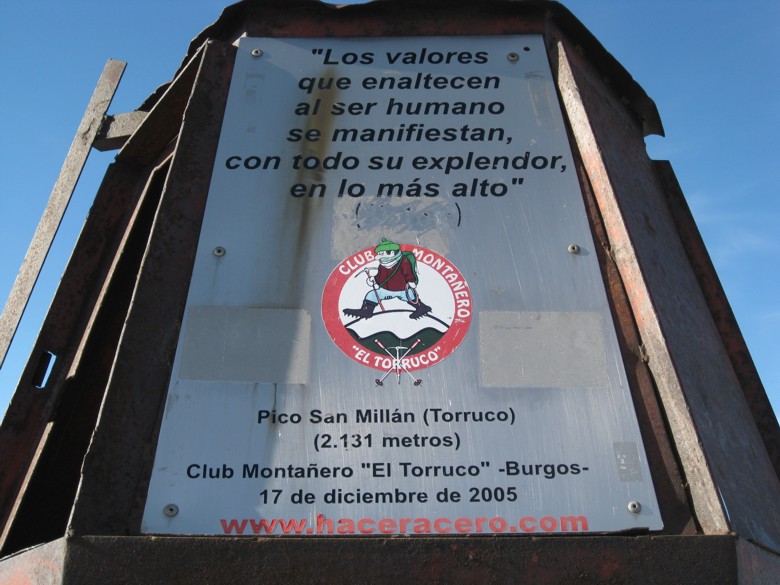 "Los valores
que enaltecen
al ser humano
se manifiestan,
con todo su explendor,
en lo más alto"
CLUB MONTAÑERO
"EL TORRUCO"
Pico San Millán (Torruco)
(2.131 metros)
Club Montañero "El Torruco" -Burgos-
17 de diciembre de 2005
www.haceracero.com